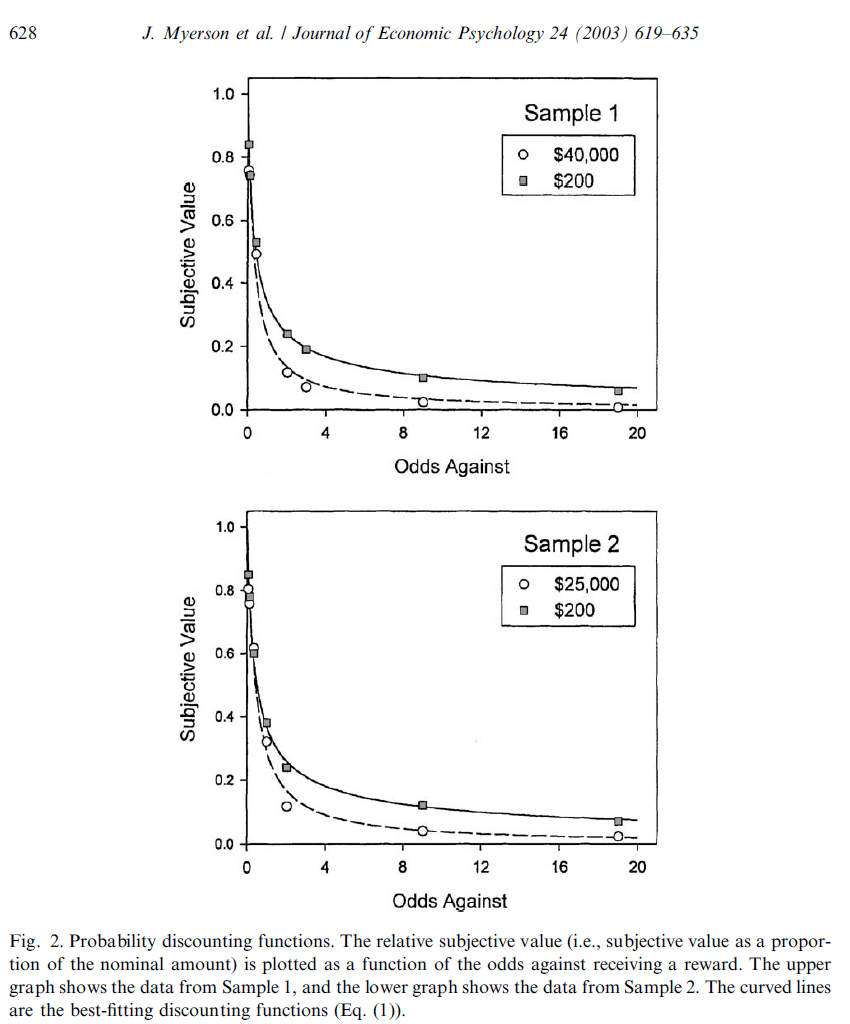 628
J. Myerson et al. / Journal of Economic Psychology 24 (2003) 619–635
Sample 1
$40,000
$200
Subjective Value
1.0
0.8
0.6
0.4
0.2
0.0
0 4 8 12 16 20
Odds Against
Sample 2
$25,000
$200
Subjective Value
1.0
0.8
0.6
0.4
0.2
0.0
0 4 8 12 16 20
Odds Against
Fig. 2. Probability discounting functions. The relative subjective value (i.e., subjective value as a propor-
tion of the nominal amount) is plotted as a function of the odds against receiving a reward. The upper
graph shows the data from Sample 1, and the lower graph shows the data from Sample 2. The curved lines
are the best-fitting discounting functions (Eq. (1)).